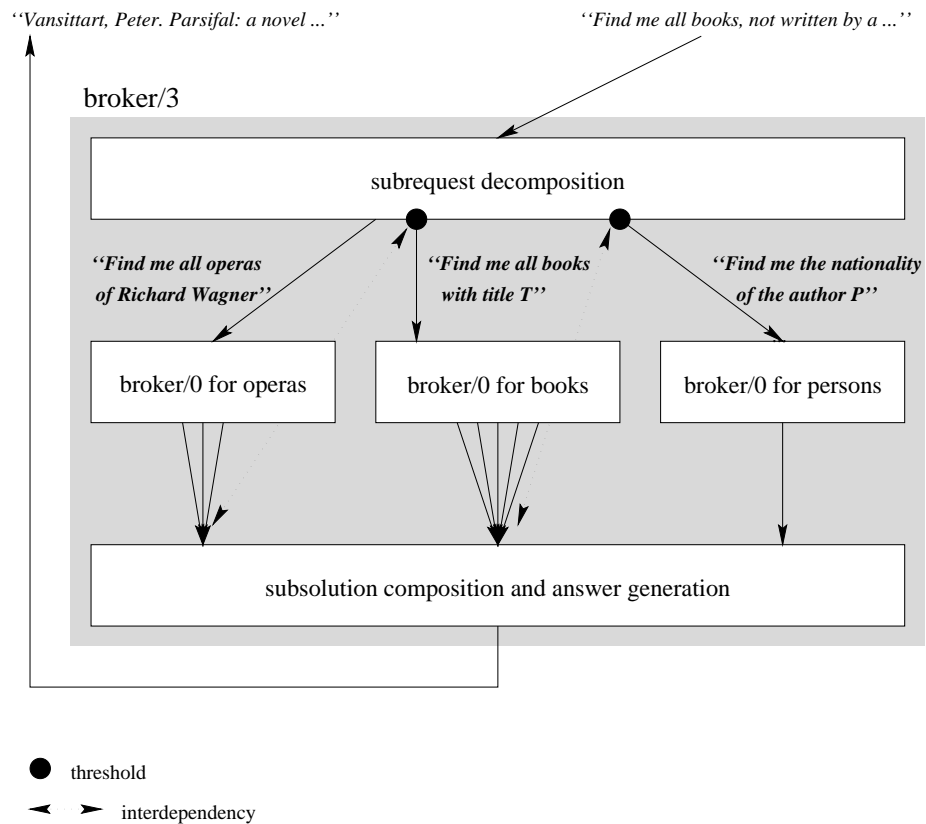 ‘‘Vansittart, Peter. Parsifal: a novel ...’’
‘‘Find me all books, not written by a ...’’
broker/3
subrequest decomposition
‘‘Find me all operas
of Richard Wagner’’
‘‘Find me all books
with title T’’
‘‘Find me the nationality
of the author P’’
broker/0 for operas
broker/0 for books
broker/0 for persons
subsolution composition and answer generation
threshold
interdependency